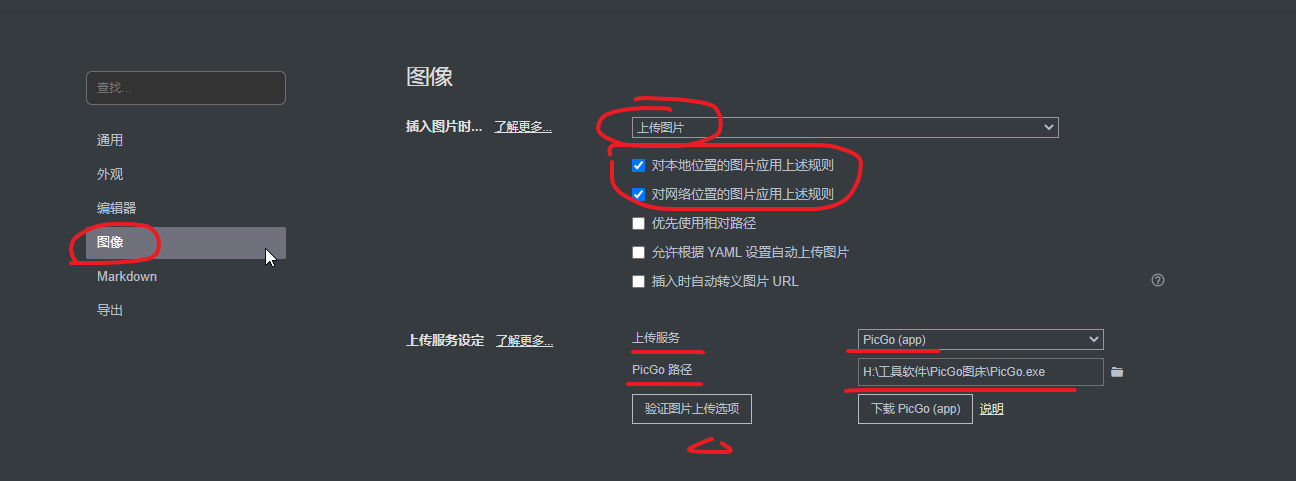 图像
查找...
通用
外观
编辑器
图像
Markdown
导出
插入图片时... 了解更多... 上传图片
对本地位置的图片应用上述规则
对网络位置的图片应用上述规则
优先使用相对路径
允许根据 YAML 设置自动上传图片
插入时自动转义图片 URL
上传服务设定 了解更多... 上传服务 PicGo (app)
PicGo 路径 H:\工具软件\PicGo图床\PicGo.exe
验证图片上传选项 下载 PicGo (app) 说明